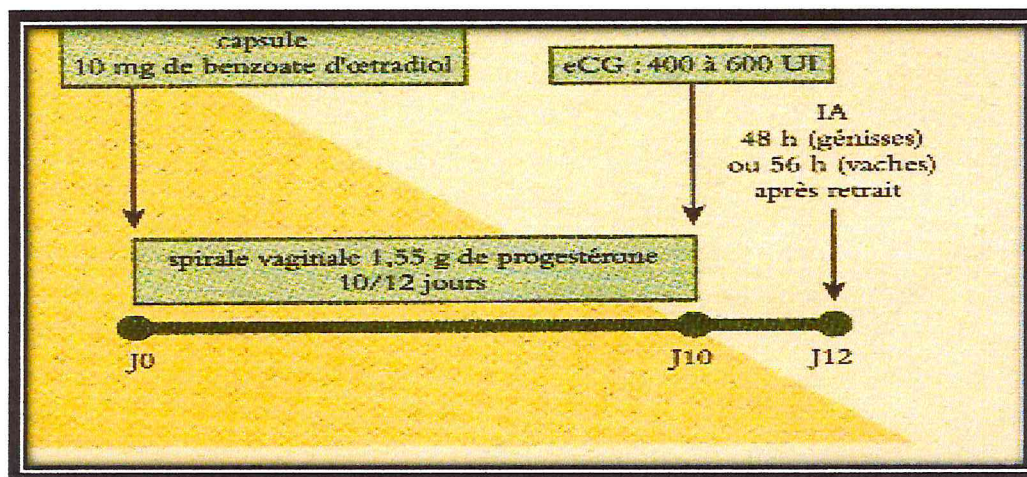 capsule
10 mg de benzoate d'œtradiol
eCG : 400 à 600 UI
IA
48 h (génisses)
ou 56 h (vaches)
après retrait
spirale vaginale 1,55 g de progestérone
10/12 jours
J0
J10
J12